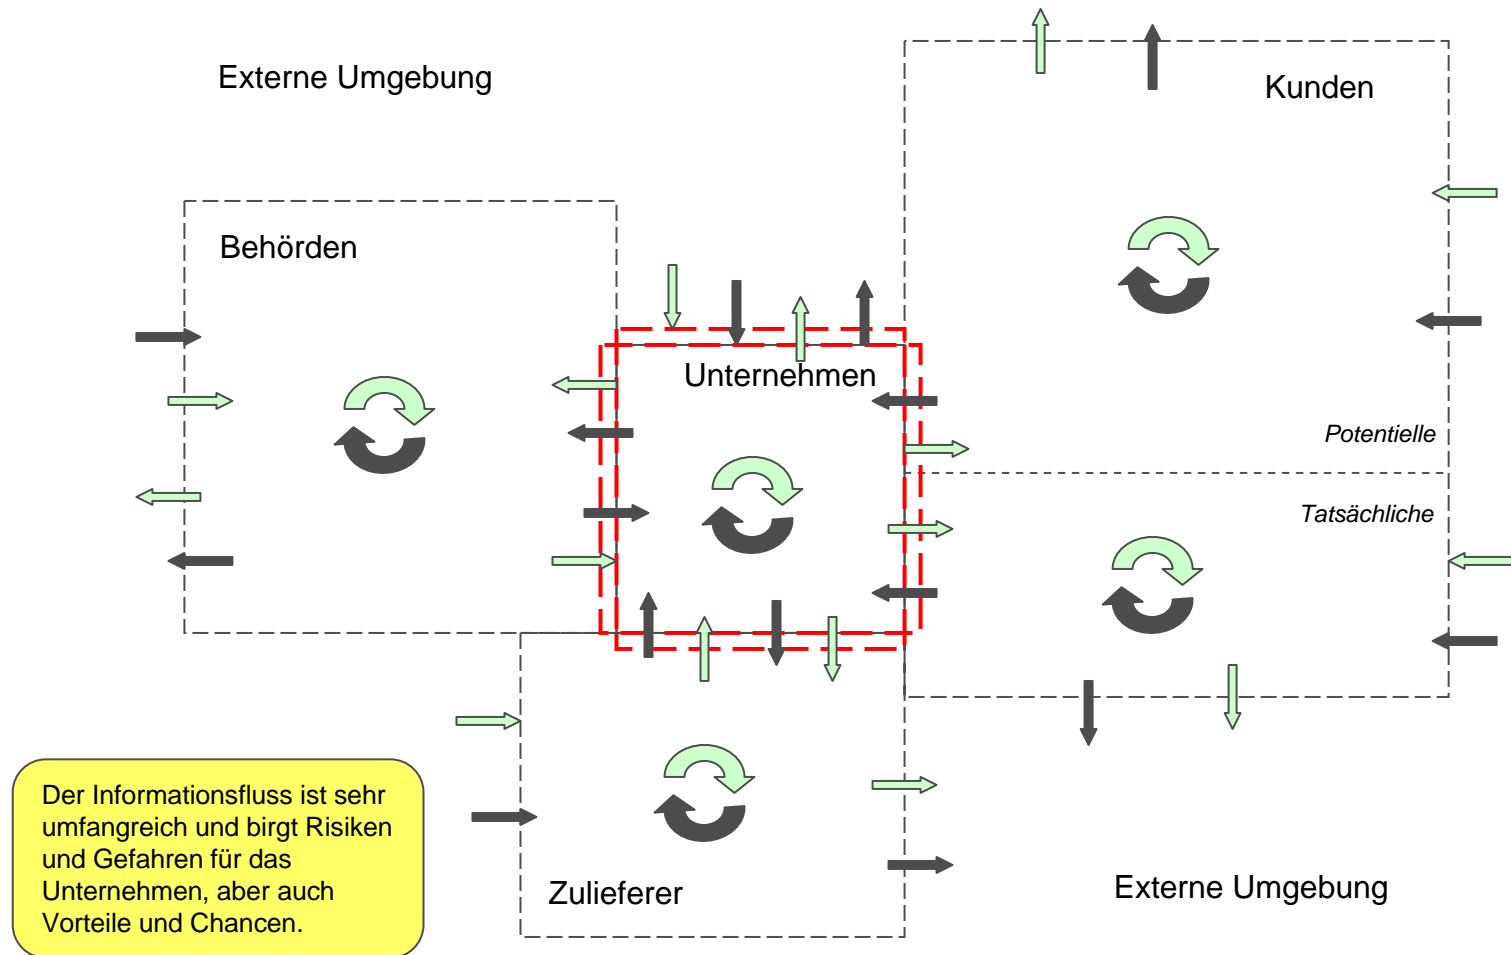 Externe Umgebung
Kunden
Behörden
Unternehmen
Potentielle
Tatsächliche
Der Informationsfluss ist sehr
umfangreich und birgt Risiken
und Gefahren für das
Unternehmen, aber auch
Vorteile und Chancen.
Zulieferer
Externe Umgebung